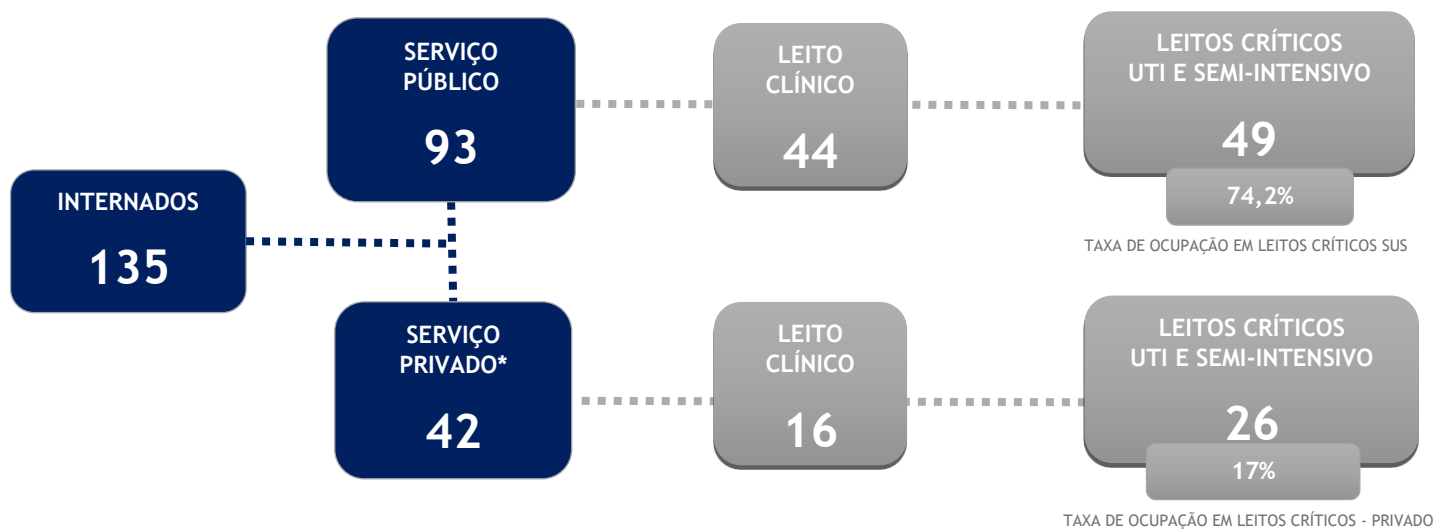 INTERNADOS
135
SERVIÇO
PÚBLICO
93
LEITO
CLÍNICO
44
LEITOS CRÍTICOS
UTI E SEMI-INTENSIVO
49
74,2%
TAXA DE OCUPAÇÃO EM LEITOS CRÍTICOS SUS
SERVIÇO
PRIVADO*
42
LEITO
CLÍNICO
16
LEITOS CRÍTICOS
UTI E SEMI-INTENSIVO
26
17%
TAXA DE OCUPAÇÃO EM LEITOS CRÍTICOS - PRIVADO